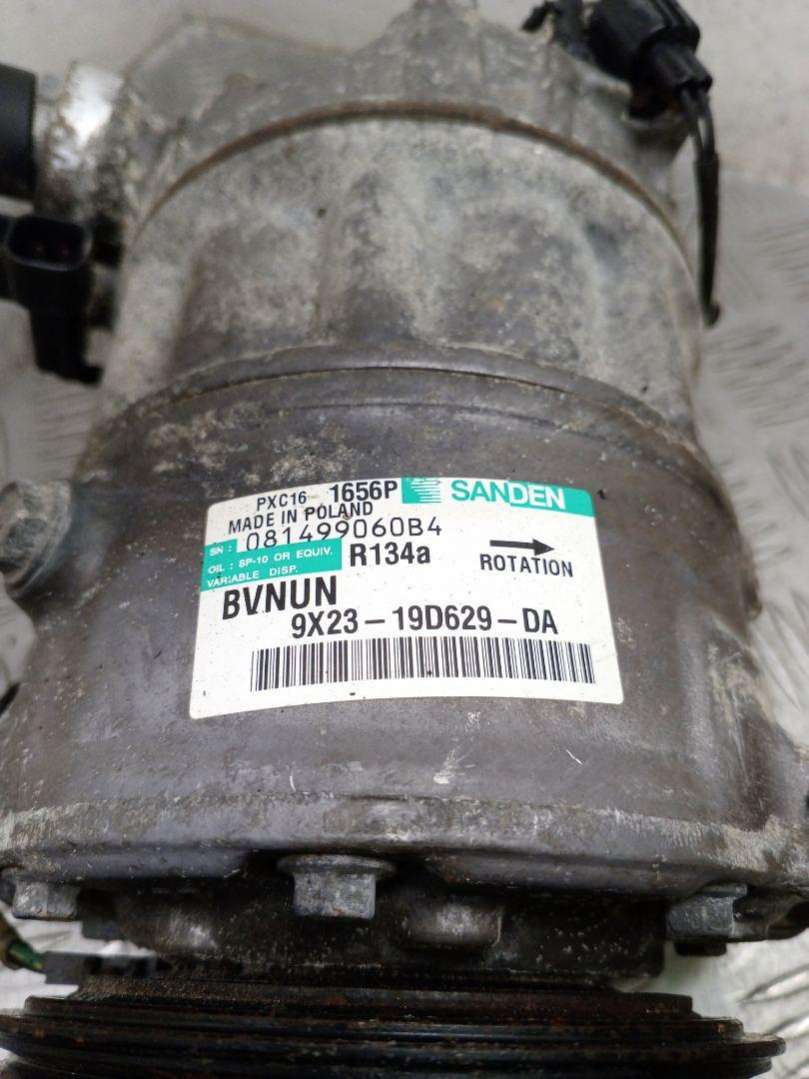 PXC16 1656P SANDEN
MADE IN POLAND
SN : 081499060B4
OIL : SP-10 OR EQUIV. R134a ROTATION
VARIABLE DISP.
BVNUN
9X23-19D629-DA